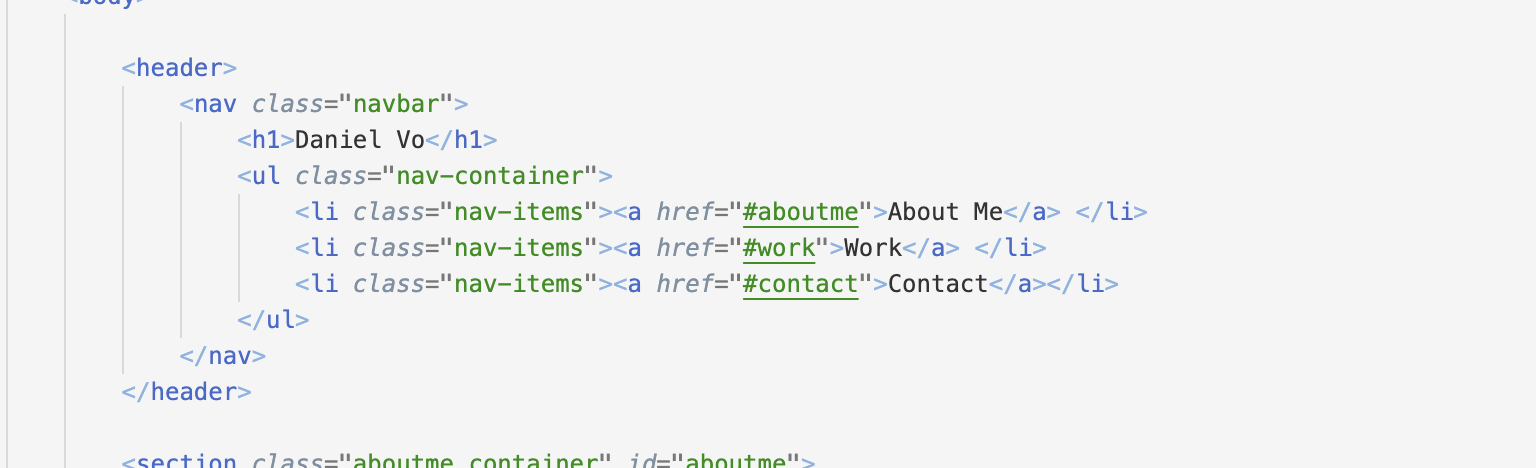 <body>
<header>
<nav class="navbar">
<h1>Daniel Vo</h1>
<ul class="nav-container">
<li class="nav-items"><a href="#aboutme">About Me</a> </li>
<li class="nav-items"><a href="#work">Work</a> </li>
<li class="nav-items"><a href="#contact">Contact</a></li>
</ul>
</nav>
</header>
<section class="aboutme container" id="aboutme">